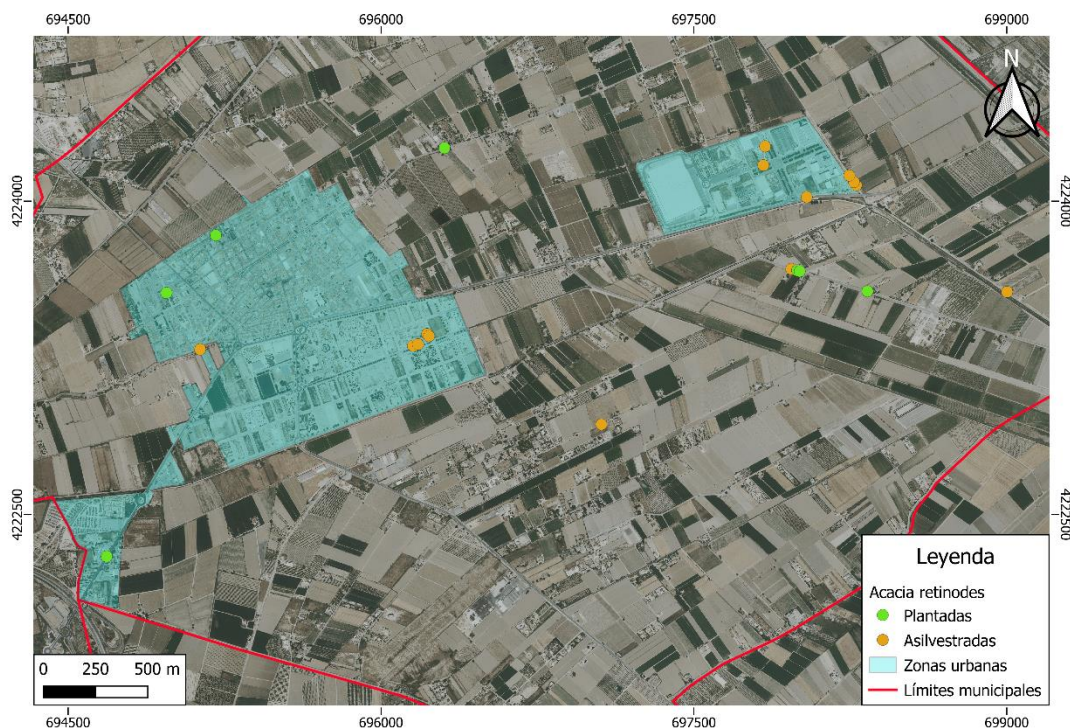 694500 696000 697500 699000
N
4224000 4224000
4222500 4222500
Leyenda
Acacia retinodes
Plantadas
Asilvestradas
Zonas urbanas
Límites municipales
0 250 500 m
694500 696000 697500 699000